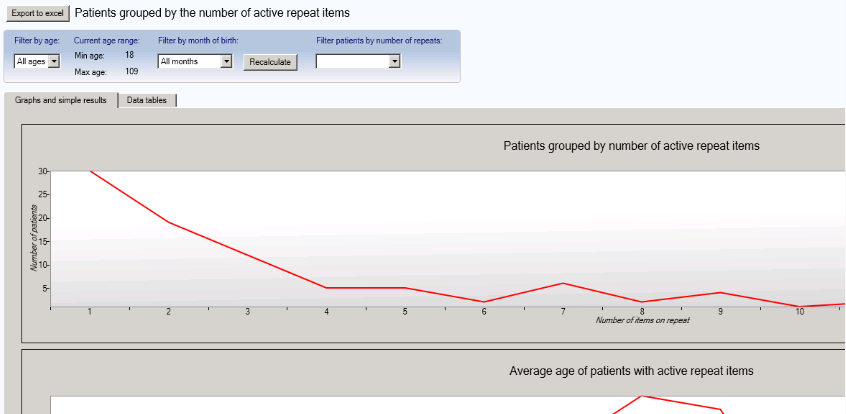 Export to excel Patients grouped by the number of active repeat items
Filter by age: Current age range: Filter by month of birth: Filter patients by number of repeats:
All ages Min age: 18 All months Recalculate
Max age: 109
Graphs and simple results Data tables
Patients grouped by number of active repeat items
30
25
20
15
10
5
Number of patients
1 2 3 4 5 6 7 8 9 10
Number of items on repeat
Average age of patients with active repeat items